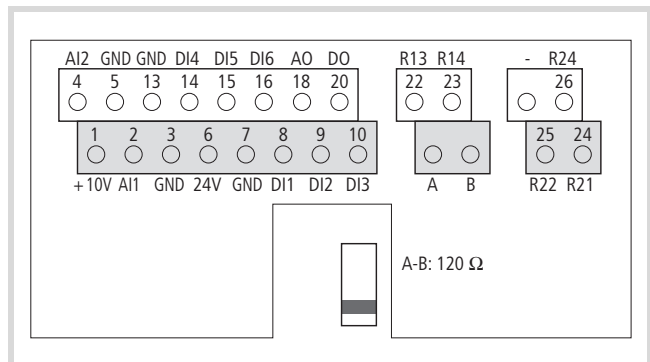 AI2 GND GND DI4 DI5 DI6 AO DO R13 R14 - R24
4 5 13 14 15 16 18 20 22 23 26
1 2 3 6 7 8 9 10 25 24
+10V AI1 GND 24V GND DI1 DI2 DI3 A B R22 R21
A-B: 120 Ω